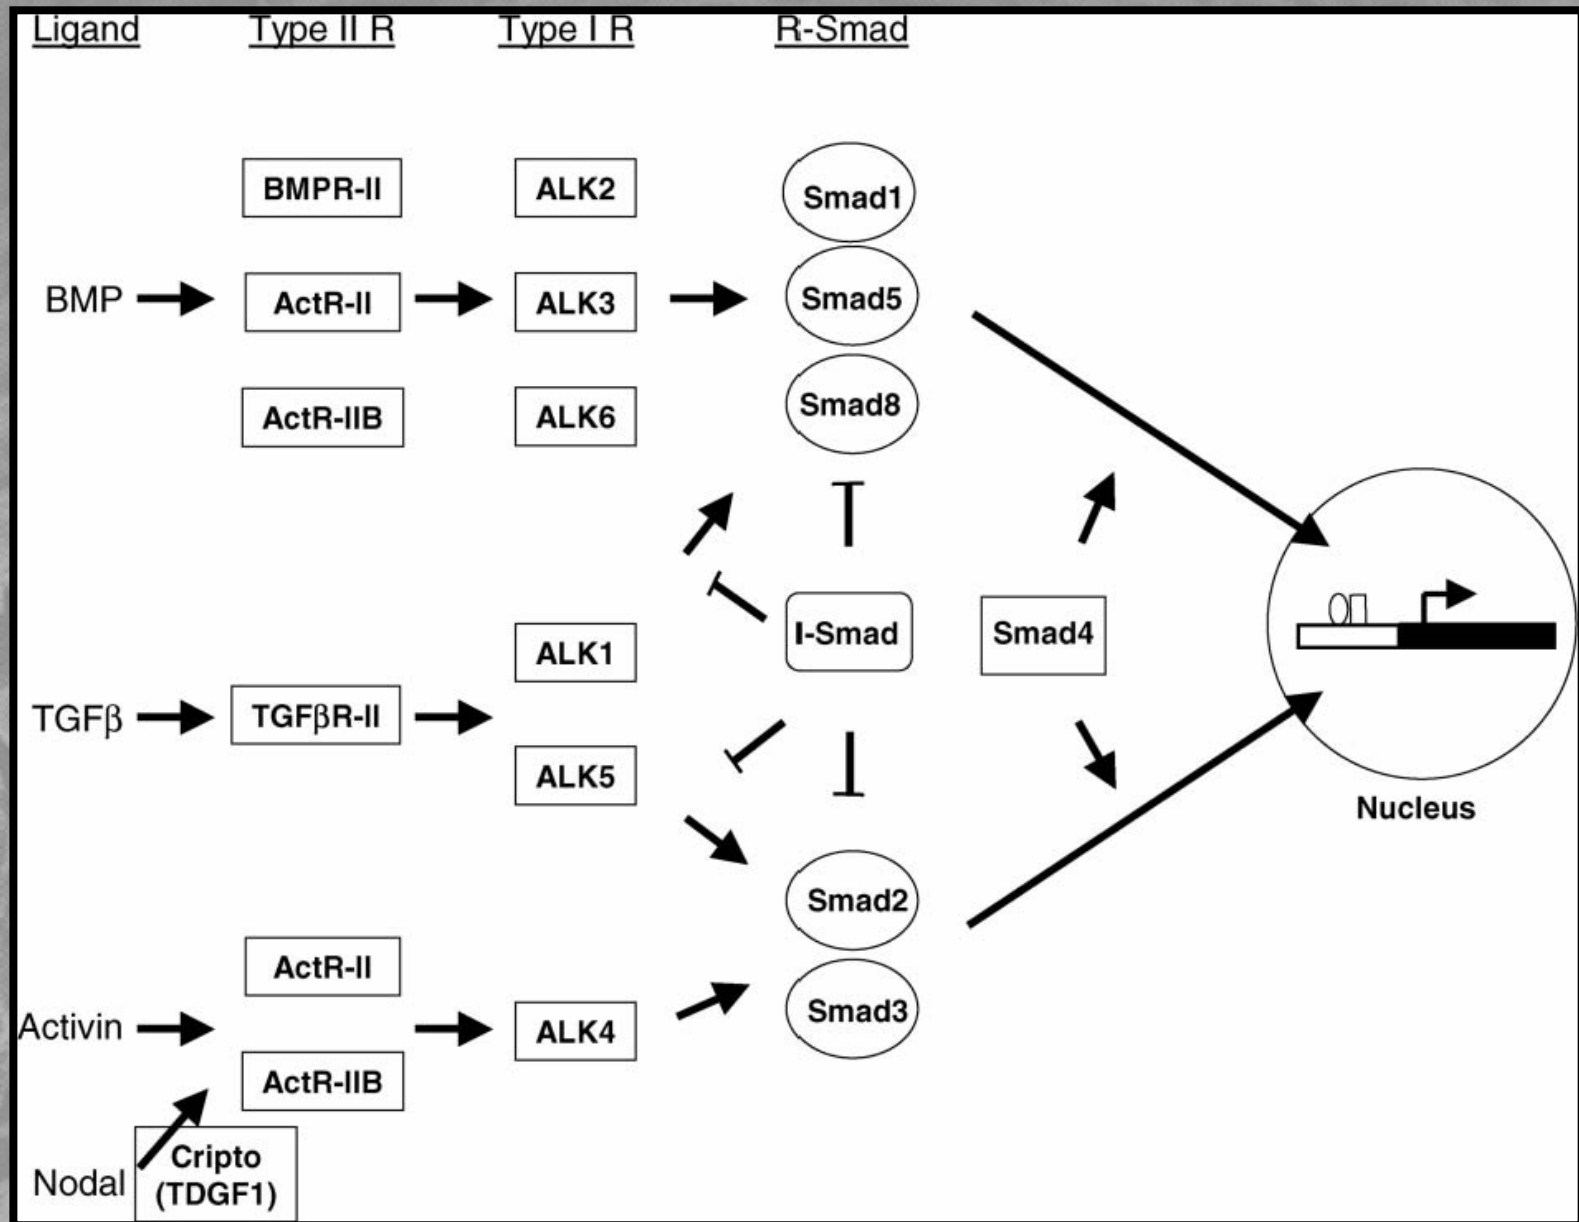 Ligand Type II R Type I R R-Smad
BMPR-II ALK2 Smad1
BMP ActR-II ALK3 Smad5
ActR-IIB ALK6 Smad8
I-Smad Smad4
ALK1
TGFβ TGFβR-II
ALK5
Nucleus
Smad2
ActR-II
Smad3
Activin ALK4
ActR-IIB
Cripto
Nodal (TDGF1)